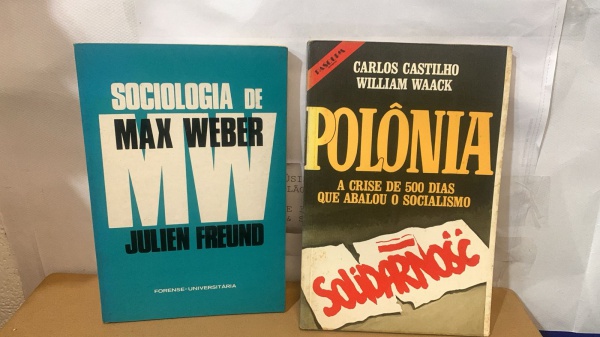 SOCIOLOGIA DE
MAX WEBER
MW
JULIEN FREUND
FORENSE-UNIVERSITÁRIA
CARLOS CASTILHO
WILLIAM WAACK
POLÔNIA
A CRISE DE 500 DIAS
QUE ABALOU O SOCIALISMO
SOLIDARNOŚĆ